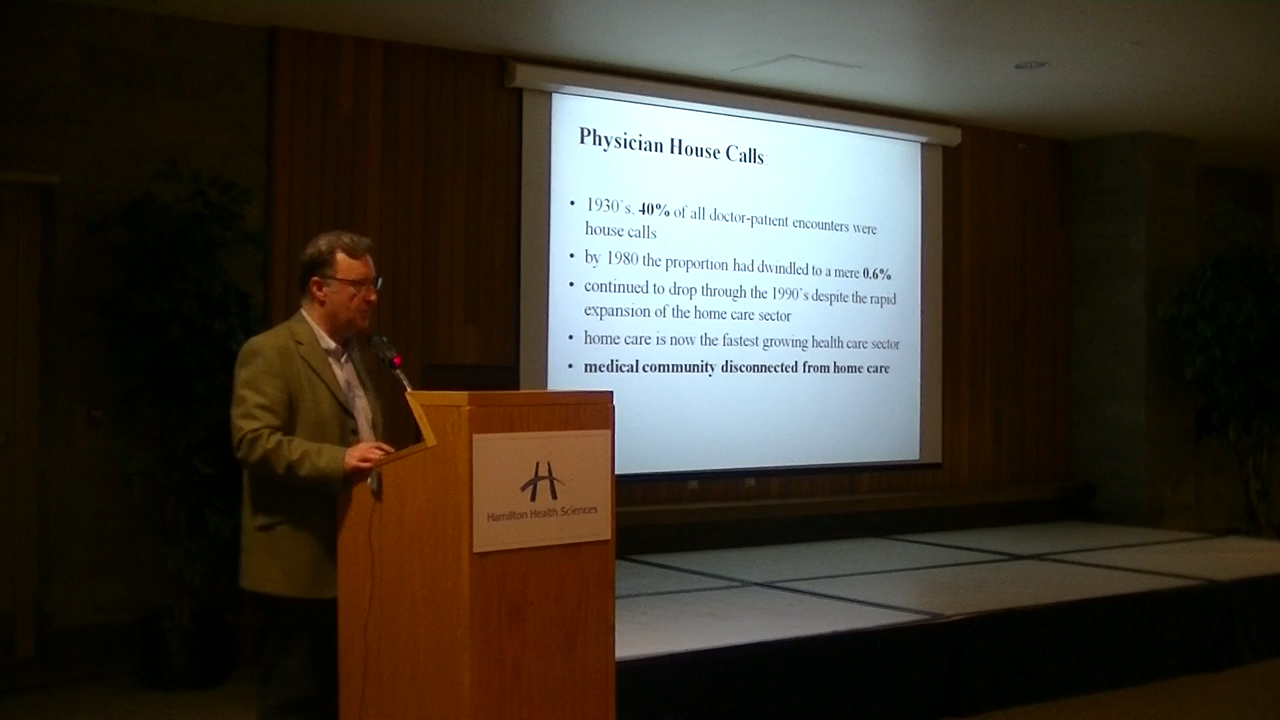 Physician House Calls
• 1930's, 40% of all doctor-patient encounters were
house calls
• by 1980 the proportion had dwindled to a mere 0.6%
• continued to drop through the 1990's despite the rapid
expansion of the home care sector
• home care is now the fastest growing health care sector
• medical community disconnected from home care
Hamilton Health Sciences